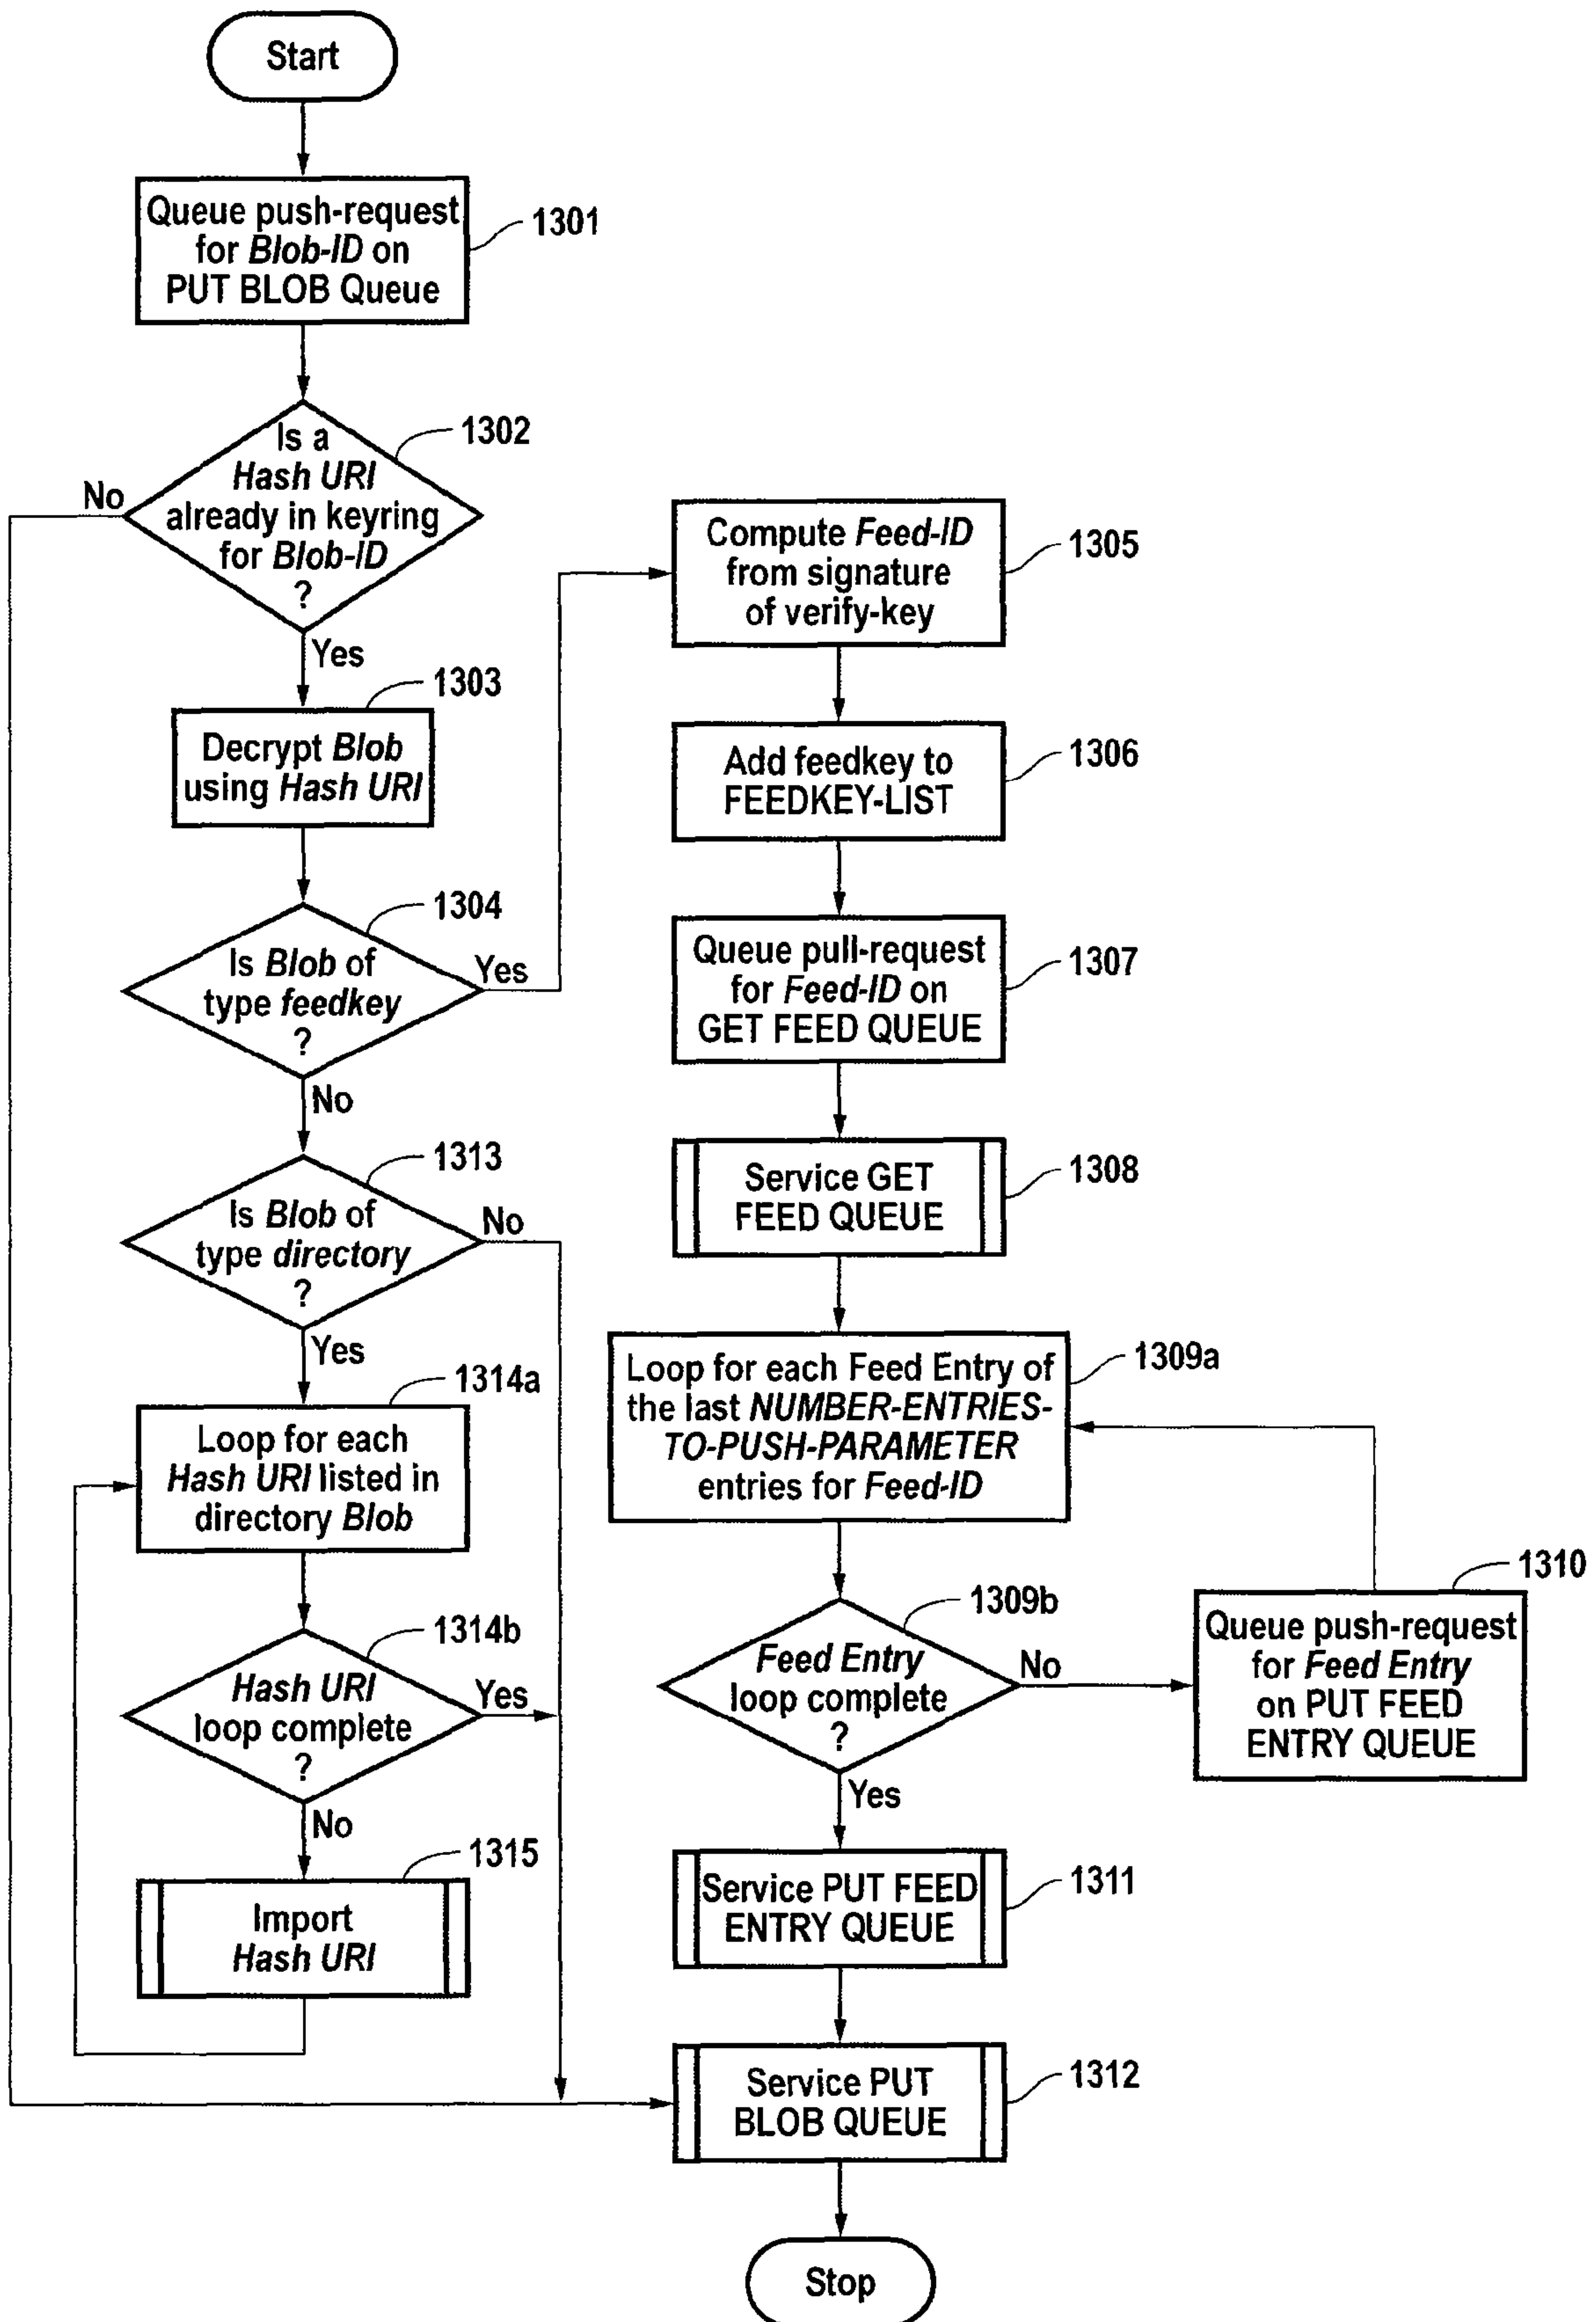 Start
Queue push-request
for Blob-ID on
PUT BLOB Queue
1301
Is a
Hash URI
already in keyring
for Blob-ID
?
1302
No
Yes
Decrypt Blob
using Hash URI
1303
Is Blob of
type feedkey
?
1304
Yes
No
Is Blob of
type directory
?
1313
No
Yes
Loop for each
Hash URI listed in
directory Blob
1314a
Hash URI
loop complete
?
1314b
Yes
No
Import
Hash URI
1315
Compute Feed-ID
from signature
of verify-key
1305
Add feedkey to
FEEDKEY-LIST
1306
Queue pull-request
for Feed-ID on
GET FEED QUEUE
1307
Service GET
FEED QUEUE
1308
Loop for each Feed Entry of
the last NUMBER-ENTRIES-
TO-PUSH-PARAMETER
entries for Feed-ID
1309a
Feed Entry
loop complete
?
1309b
No
Yes
Queue push-request
for Feed Entry
on PUT FEED
ENTRY QUEUE
1310
Service PUT FEED
ENTRY QUEUE
1311
Service PUT
BLOB QUEUE
1312
Stop